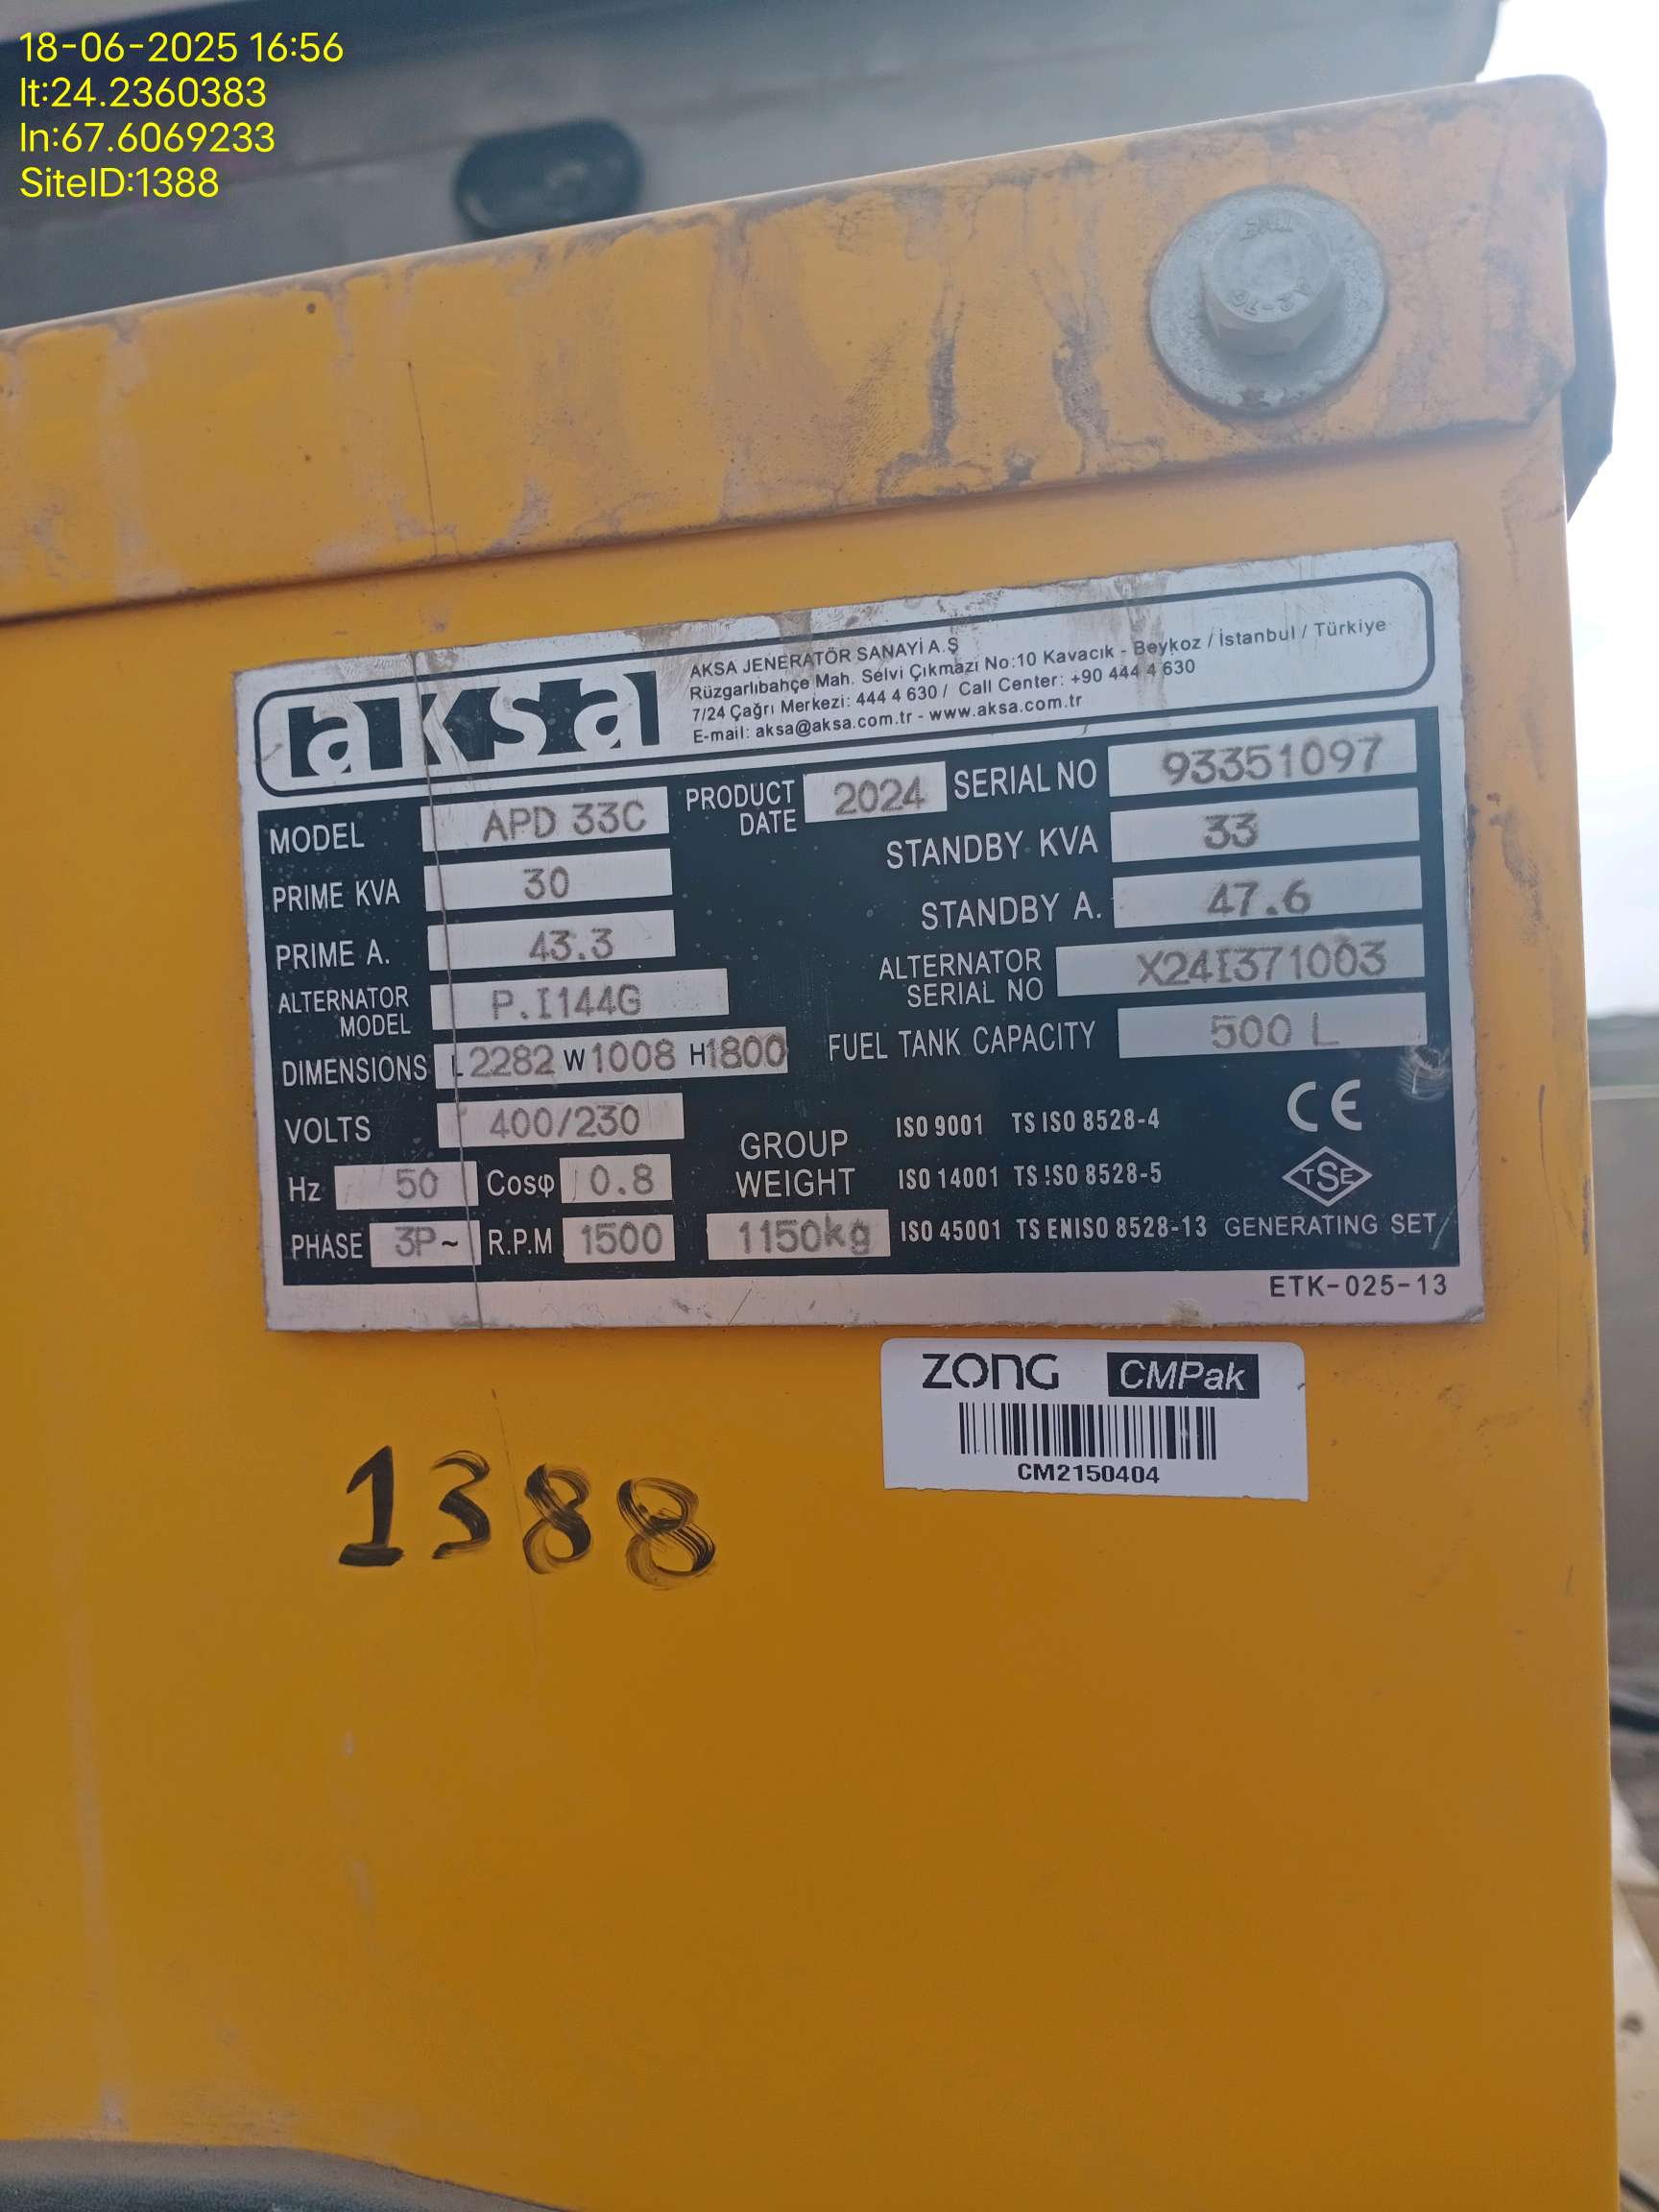 18-06-2025 16:56
lt:24.2360383
ln:67.6069233
SiteID:1388
aksa
AKSA JENERATÖR SANAYİ A.Ş
Rüzgarlıbahçe Mah. Selvi Çıkmazı No:10 Kavacık - Beykoz / İstanbul / Türkiye
7/24 Çağrı Merkezi: 444 4 630 / Call Center: +90 444 4 630
E-mail: aksa@aksa.com.tr - www.aksa.com.tr
MODEL APD 33C PRODUCT DATE 2024 SERIAL NO 93351097
PRIME KVA 30 STANDBY KVA 33
PRIME A. 43.3 STANDBY A. 47.6
ALTERNATOR MODEL P.I144G ALTERNATOR SERIAL NO X24I371003
DIMENSIONS L 2282 W 1008 H 1800 FUEL TANK CAPACITY 500 L
VOLTS 400/230
Hz 50 Cosφ 0.8
PHASE 3P~ R.P.M 1500
GROUP WEIGHT 1150kg
ISO 9001 TS ISO 8528-4
ISO 14001 TS ISO 8528-5
ISO 45001 TS EN ISO 8528-13
CE
TSE
GENERATING SET
ETK-025-13
ZONG CMPak
CM2150404
1388